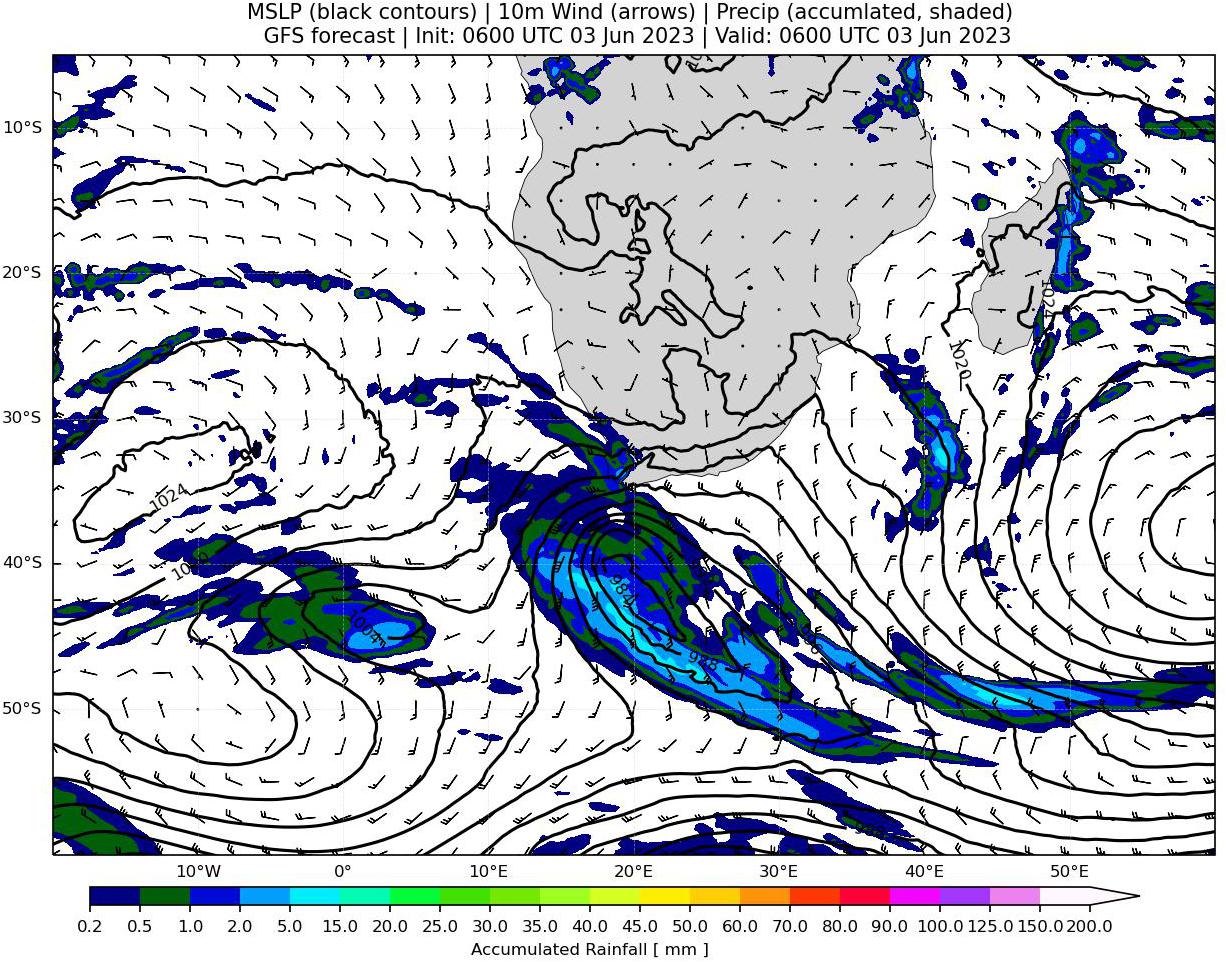 MSLP (black contours) | 10m Wind (arrows) | Precip (accumlated, shaded)
GFS forecast | Init: 0600 UTC 03 Jun 2023 | Valid: 0600 UTC 03 Jun 2023
10°S
20°S
1024
1020
30°S
1024
40°S
984
1004
988
50°S
10°W 0° 10°E 20°E 30°E 40°E 50°E
0.2 0.5 1.0 2.0 5.0 10.0 15.0 20.0 25.0 30.0 35.0 40.0 45.0 50.0 60.0 70.0 80.0 90.0 100.0 125.0 150.0 200.0
Accumulated Rainfall [ mm ]